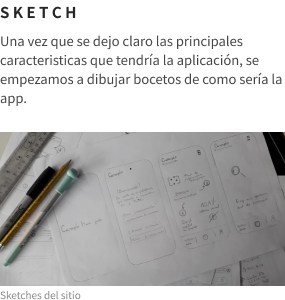 SKETCH
Una vez que se dejo claro las principales
caracteristicas que tendría la aplicación, se
empezamos a dibujar bocetos de como sería la
app.
Sketches del sitio